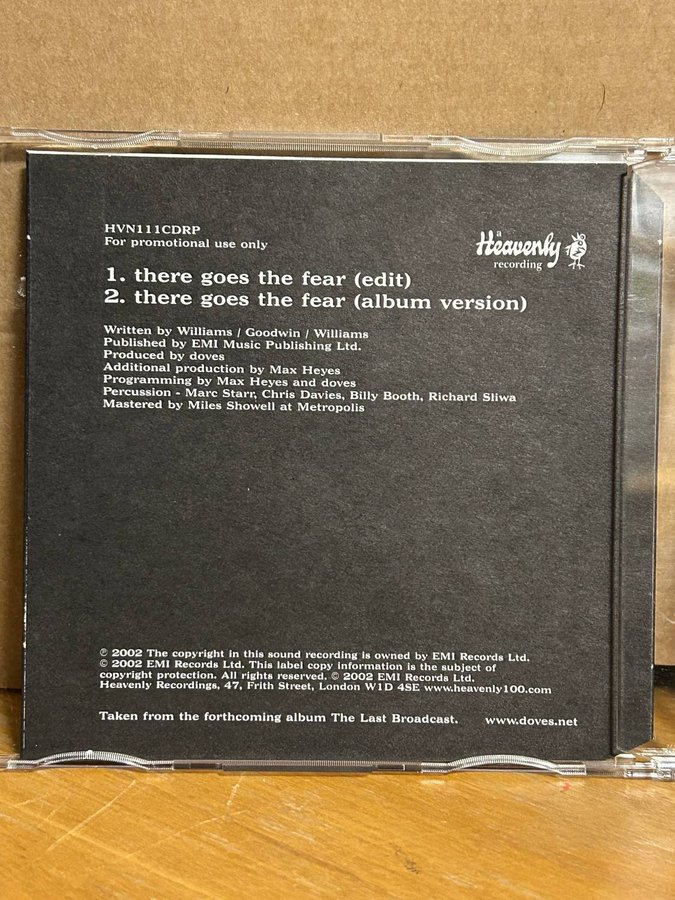 HVN111CDRP
For promotional use only
a
Heavenly
recording
1. there goes the fear (edit)
2. there goes the fear (album version)
Written by Williams / Goodwin / Williams
Published by EMI Music Publishing Ltd.
Produced by doves
Additional production by Max Heyes
Programming by Max Heyes and doves
Percussion - Marc Starr, Chris Davies, Billy Booth, Richard Sliwa
Mastered by Miles Showell at Metropolis
℗ 2002 The copyright in this sound recording is owned by EMI Records Ltd.
© 2002 EMI Records Ltd. This label copy information is the subject of
copyright protection. All rights reserved. © 2002 EMI Records Ltd.
Heavenly Recordings, 47, Frith Street, London W1D 4SE www.heavenly100.com
Taken from the forthcoming album The Last Broadcast. www.doves.net